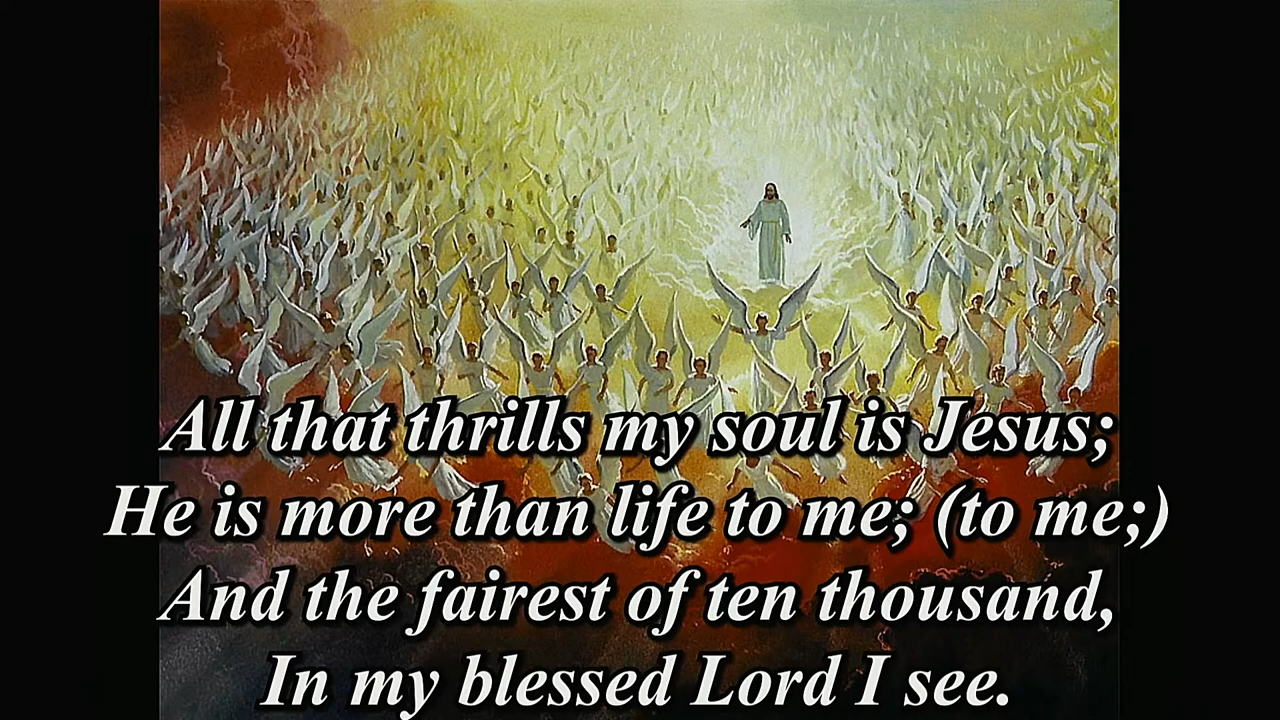 All that thrills my soul is Jesus;
He is more than life to me; (to me;)
And the fairest of ten thousand,
In my blessed Lord I see.